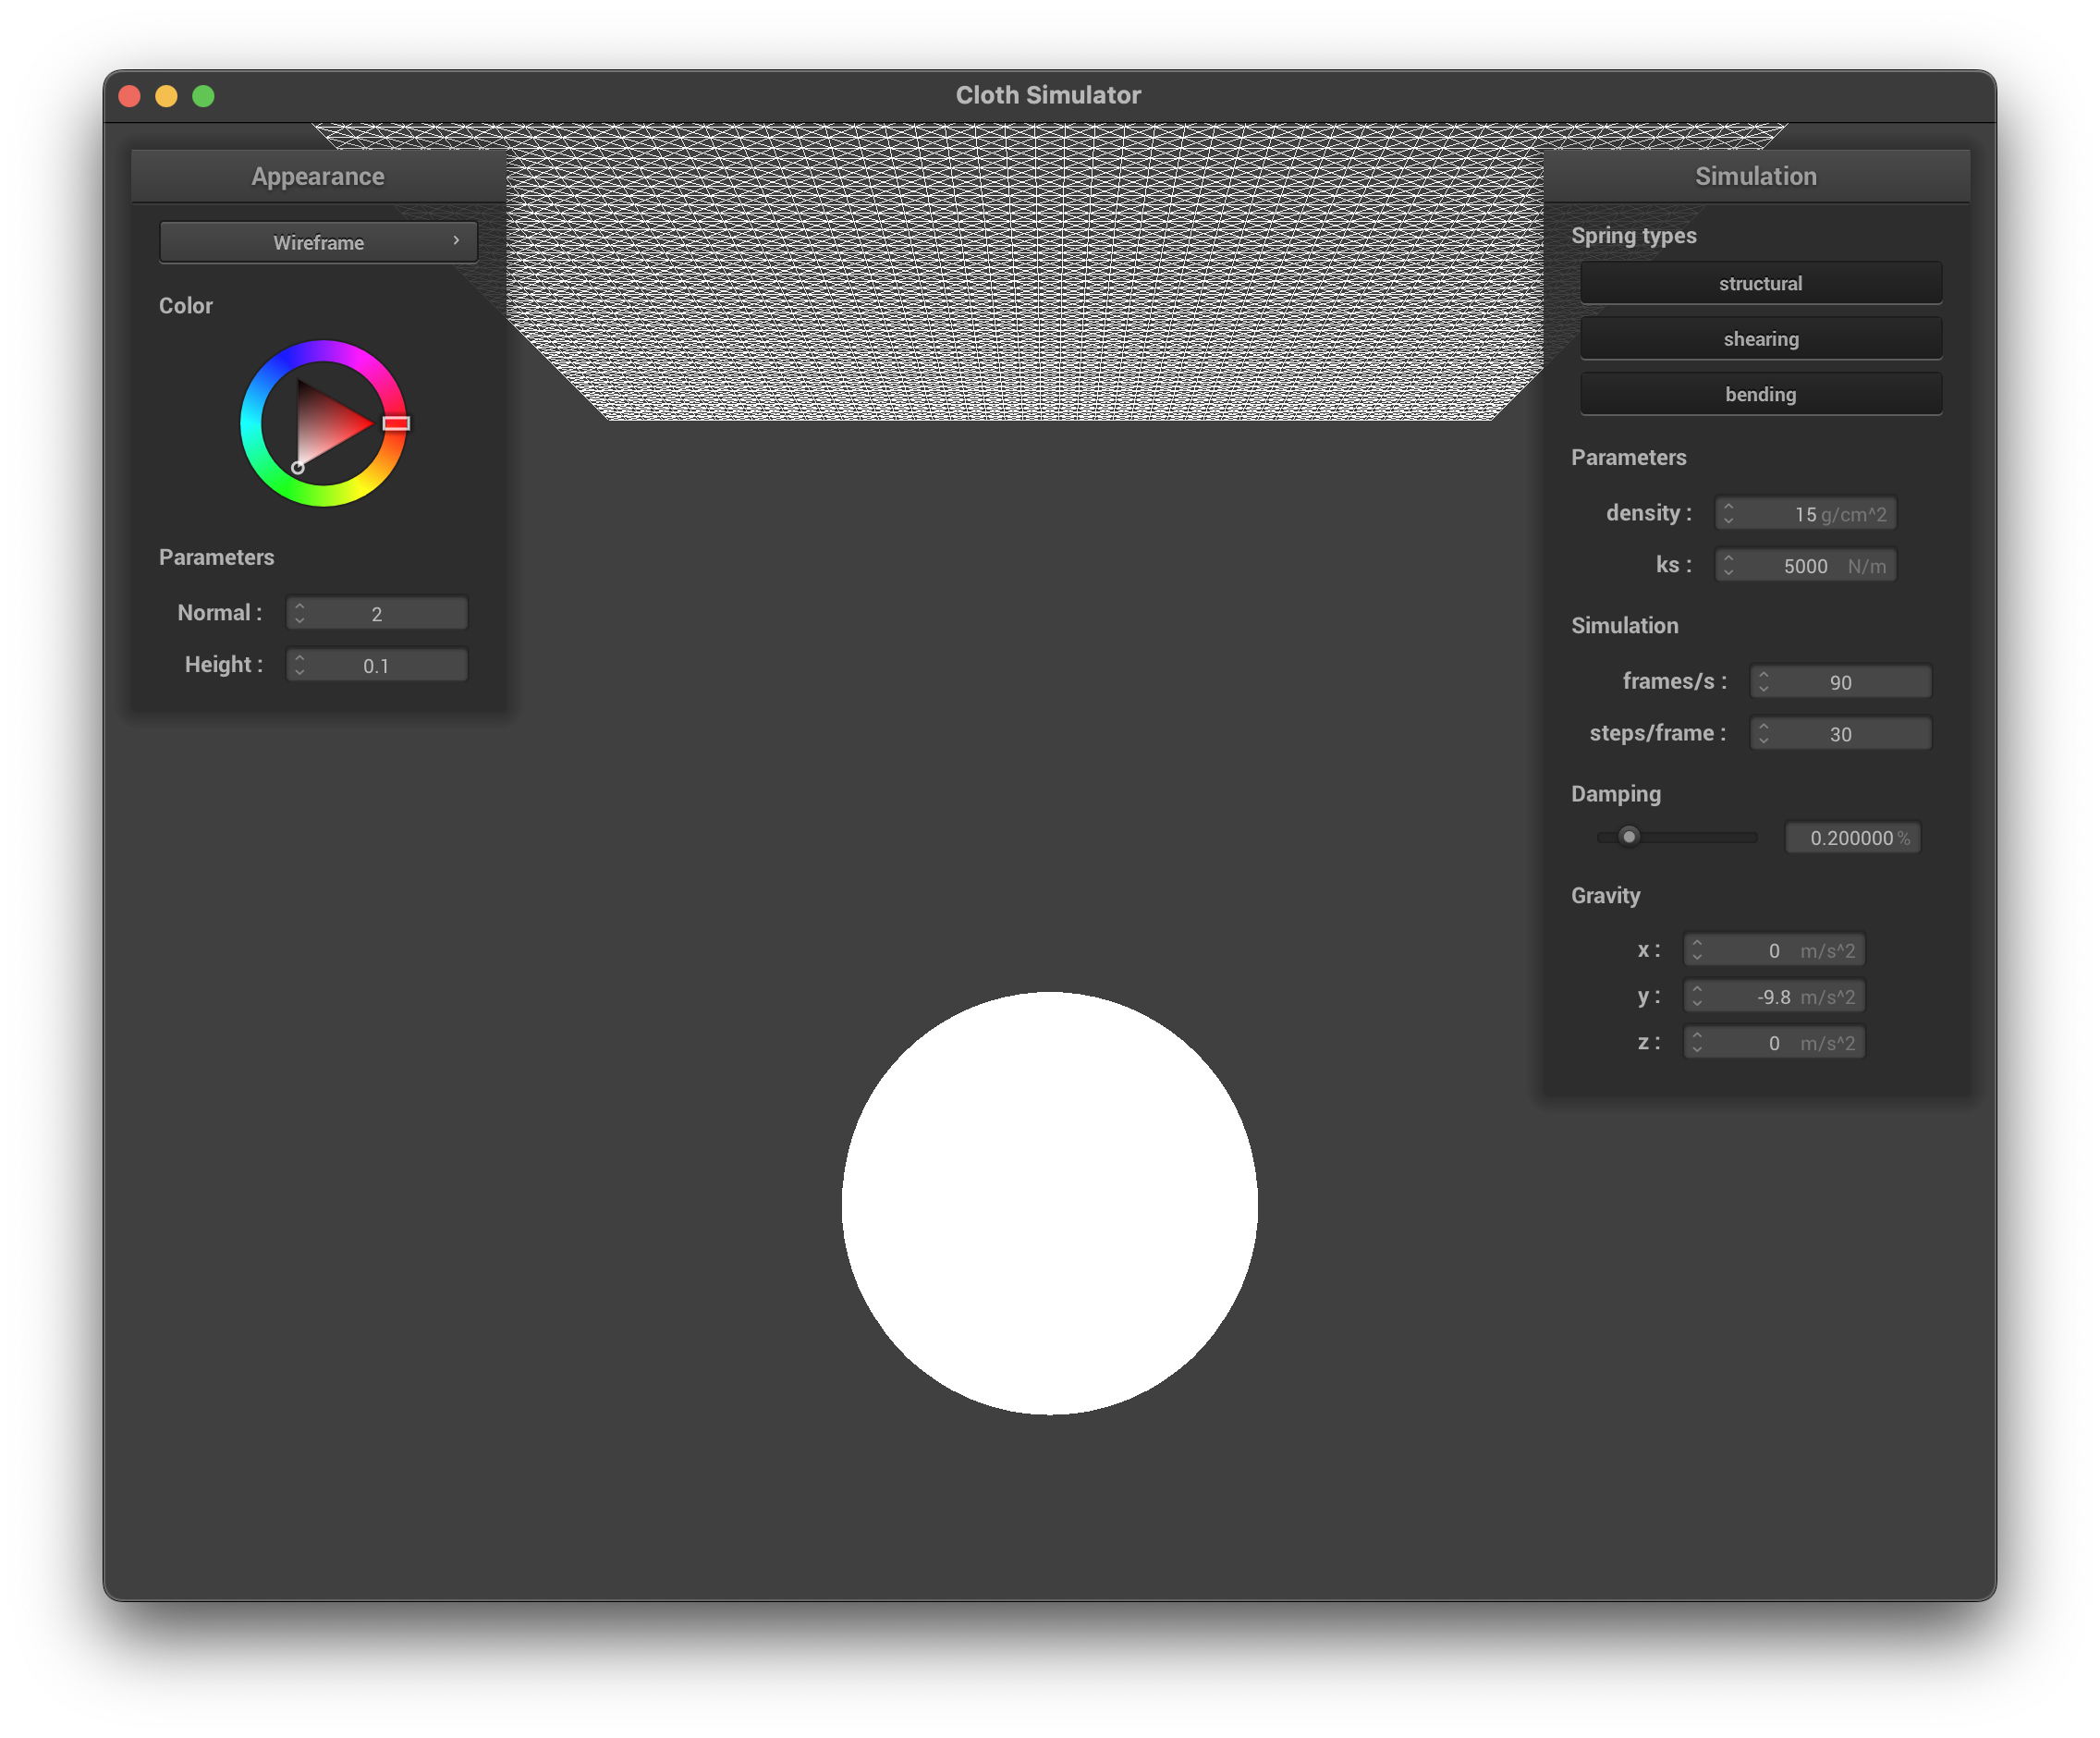 Cloth Simulator
Appearance
Wireframe
Color
Parameters
Normal : 2
Height : 0.1
Simulation
Spring types
structural
shearing
bending
Parameters
density : 15 g/cm^2
ks : 5000 N/m
Simulation
frames/s : 90
steps/frame : 30
Damping
0.200000 %
Gravity
x : 0 m/s^2
y : -9.8 m/s^2
z : 0 m/s^2